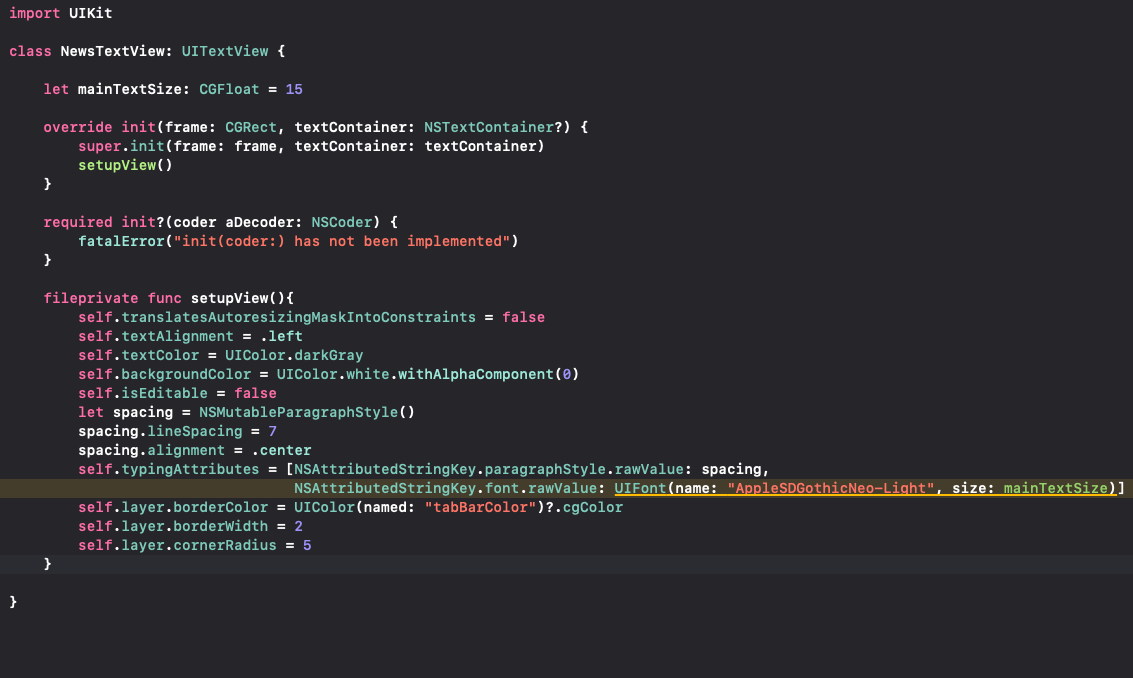 import UIKit
class NewsTextView: UITextView {
let mainTextSize: CGFloat = 15
override init(frame: CGRect, textContainer: NSTextContainer?) {
super.init(frame: frame, textContainer: textContainer)
setupView()
}
required init?(coder aDecoder: NSCoder) {
fatalError("init(coder:) has not been implemented")
}
fileprivate func setupView(){
self.translatesAutoresizingMaskIntoConstraints = false
self.textAlignment = .left
self.textColor = UIColor.darkGray
self.backgroundColor = UIColor.white.withAlphaComponent(0)
self.isEditable = false
let spacing = NSMutableParagraphStyle()
spacing.lineSpacing = 7
spacing.alignment = .center
self.typingAttributes = [NSAttributedStringKey.paragraphStyle.rawValue: spacing,
NSAttributedStringKey.font.rawValue: UIFont(name: "AppleSDGothicNeo-Light", size: mainTextSize)]
self.layer.borderColor = UIColor(named: "tabBarColor")?.cgColor
self.layer.borderWidth = 2
self.layer.cornerRadius = 5
}
}